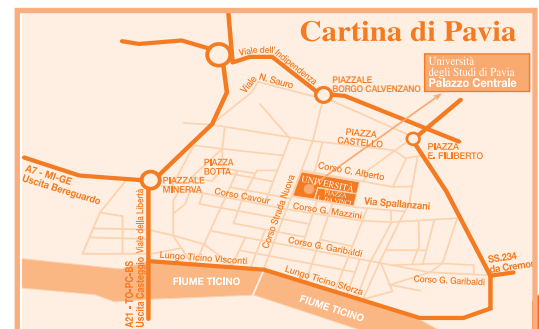 Cartina di Pavia
Viale dell'Indipendenza
Università
degli Studi di Pavia
Palazzo Centrale
Viale N. Sauro
PIAZZALE
BORGO CALVENZANO
PIAZZA
CASTELLO
PIAZZA
E. FILIBERTO
A7 - MI-GE
Uscita Bereguardo
PIAZZA
BOTTA
Corso C. Alberto
PIAZZALE
MINERVA
UNIVERSITÀ
PIAZZA
Corso Cavour
Corso Strada Nuova
Via Spallanzani
Corso G. Mazzini
Viale della Libertà
Corso G. Garibaldi
Lungo Ticino Visconti
SS.234
da Cremon
Lungo Ticino Sforza
Corso G. Garibaldi
FIUME TICINO
FIUME TICINO
A21 - TO-PC-BS
Uscita Casteggio